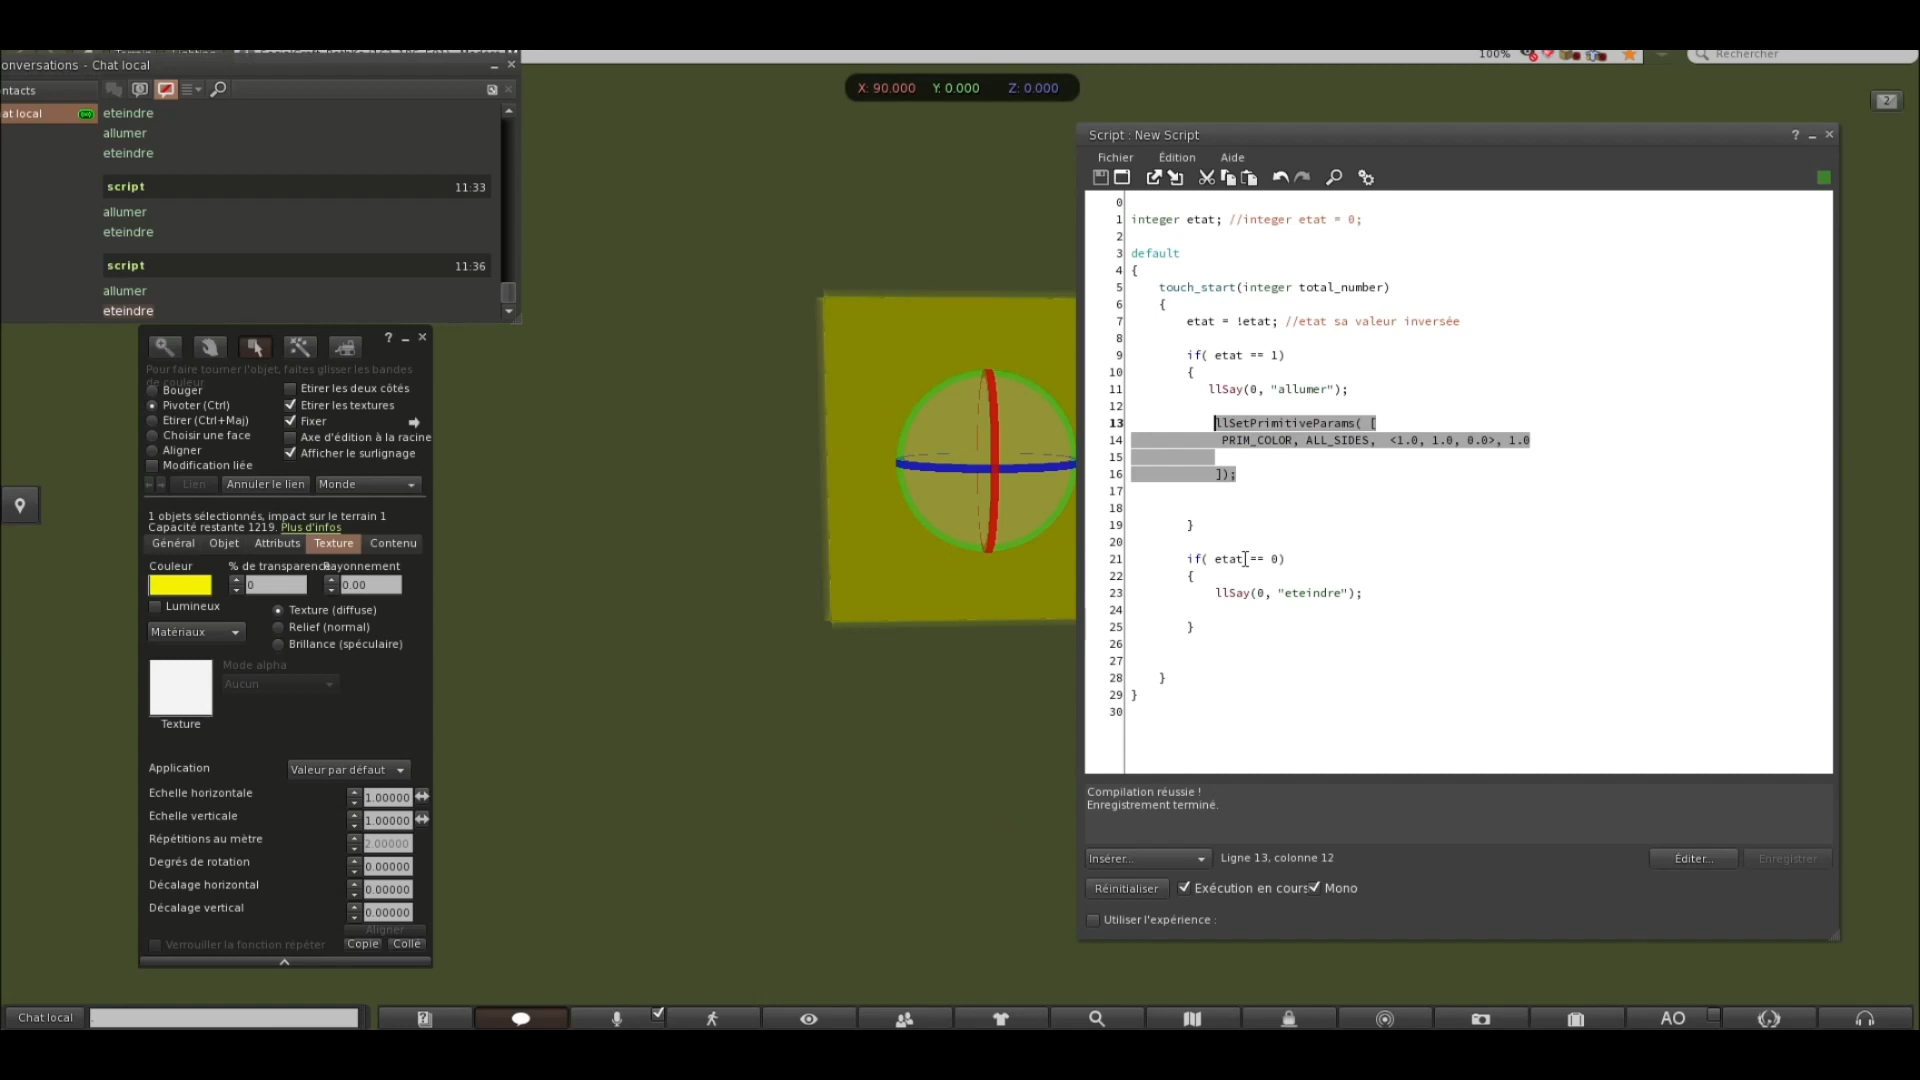 100%
Rechercher
onversations - Chat local
ntacts
at local
eteindre
allumer
eteindre
script 11:33
allumer
eteindre
script 11:36
allumer
eteindre
X: 90.000 Y: 0.000 Z: 0.000
2
Pour faire tourner l'objet, faites glisser les bandes
de couleur
Bouger
Pivoter (Ctrl)
Etirer (Ctrl+Maj)
Choisir une face
Aligner
Modification liée
Etirer les deux côtés
Etirer les textures
Fixer
Axe d'édition à la racine
Afficher le surlignage
Lien Annuler le lien Monde
1 objets sélectionnés, impact sur le terrain 1
Capacité restante 1219. Plus d'infos
Général Objet Attributs Texture Contenu
Couleur % de transparence Rayonnement
0 0.00
Lumineux
Matériaux
Texture (diffuse)
Relief (normal)
Brillance (spéculaire)
Mode alpha
Aucun
Texture
Application Valeur par défaut
Echelle horizontale 1.00000
Echelle verticale 1.00000
Répétitions au mètre 2.00000
Degrés de rotation 0.00000
Décalage horizontal 0.00000
Décalage vertical 0.00000
Aligner
Verrouiller la fonction répéter Copie Colle
Script : New Script
? _ ×
Fichier Édition Aide
0
1 integer etat; //integer etat = 0;
2
3 default
4 {
5 touch_start(integer total_number)
6 {
7 etat = !etat; //etat sa valeur inversée
8
9 if( etat == 1)
10 {
11 llSay(0, "allumer");
12
13 llSetPrimitiveParams( [
14 PRIM_COLOR, ALL_SIDES, <1.0, 1.0, 0.0>, 1.0
15
16 ]);
17
18
19 }
20
21 if( etat == 0)
22 {
23 llSay(0, "eteindre");
24
25 }
26
27
28 }
29 }
30
Compilation réussie !
Enregistrement terminé.
Insérer... Ligne 13, colonne 12 Éditer... Enregistrer
Réinitialiser Exécution en cours Mono
Utiliser l'expérience :
Chat local
AO